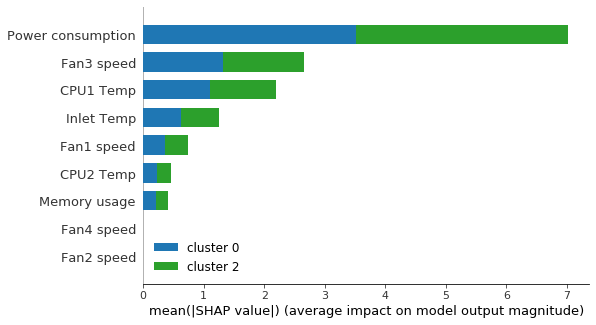 Power consumption
Fan3 speed
CPU1 Temp
Inlet Temp
Fan1 speed
CPU2 Temp
Memory usage
Fan4 speed
Fan2 speed
cluster 0
cluster 2
0 1 2 3 4 5 6 7
mean(|SHAP value|) (average impact on model output magnitude)